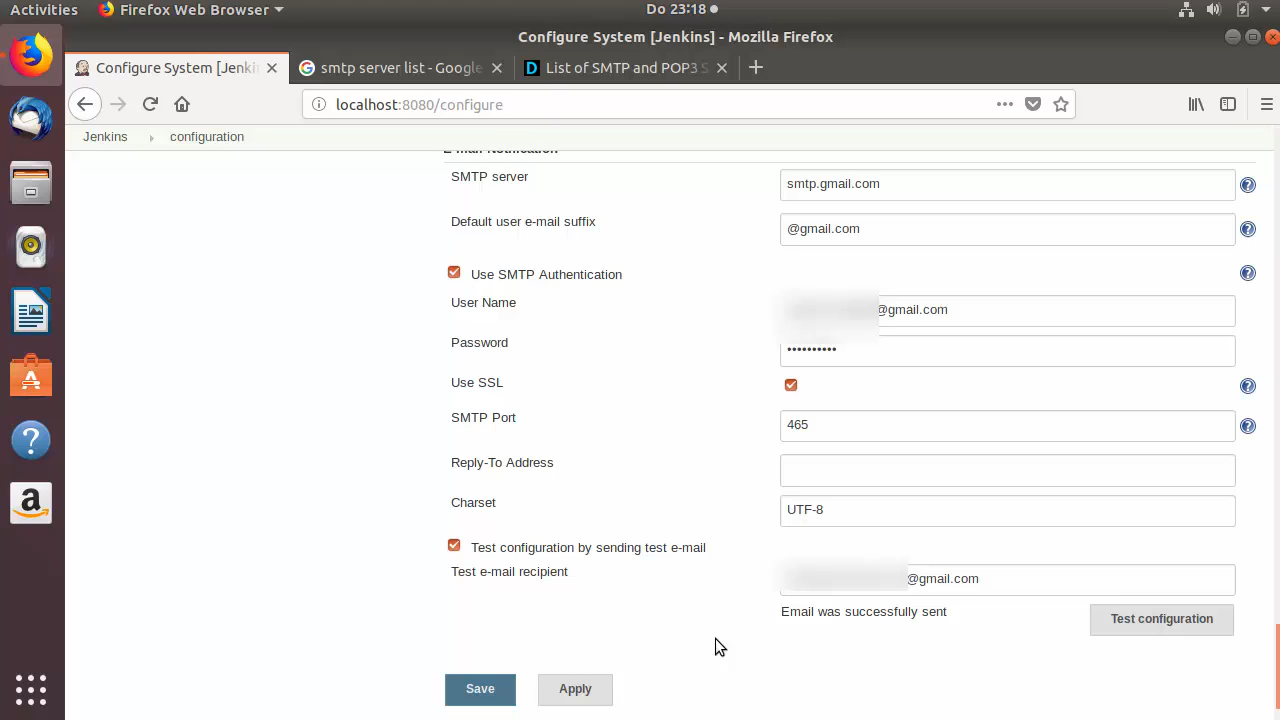 Activities Firefox Web Browser Do 23:18
Configure System [Jenkins] - Mozilla Firefox
Configure System [Jenki smtp server list - Google List of SMTP and POP3 S
localhost:8080/configure
Jenkins configuration
E-mail Notification
SMTP server smtp.gmail.com
Default user e-mail suffix @gmail.com
Use SMTP Authentication
User Name @gmail.com
Password ••••••••••
Use SSL
SMTP Port 465
Reply-To Address
Charset UTF-8
Test configuration by sending test e-mail
Test e-mail recipient @gmail.com
Email was successfully sent Test configuration
Save Apply